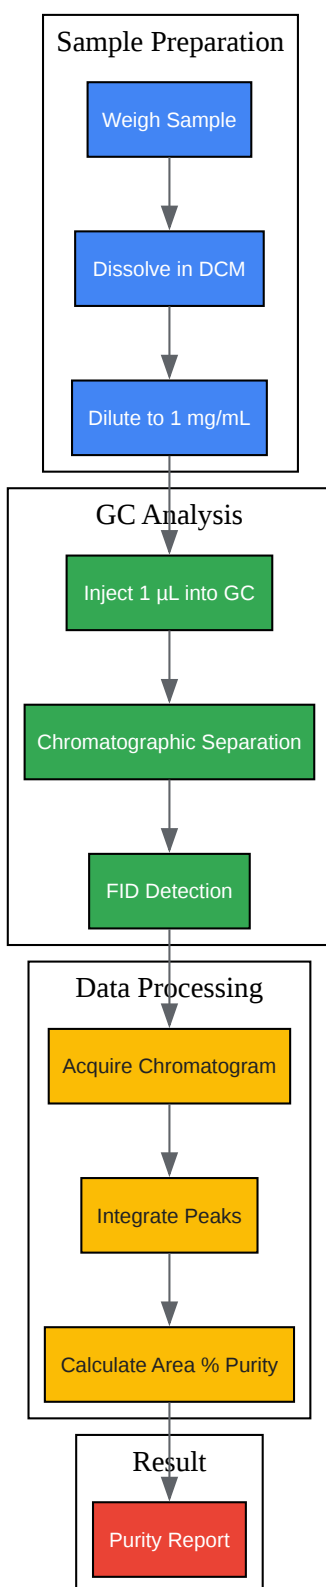 Sample Preparation
Weigh Sample
Dissolve in DCM
Dilute to 1 mg/mL
GC Analysis
Inject 1 µL into GC
Chromatographic Separation
FID Detection
Data Processing
Acquire Chromatogram
Integrate Peaks
Calculate Area % Purity
Result
Purity Report